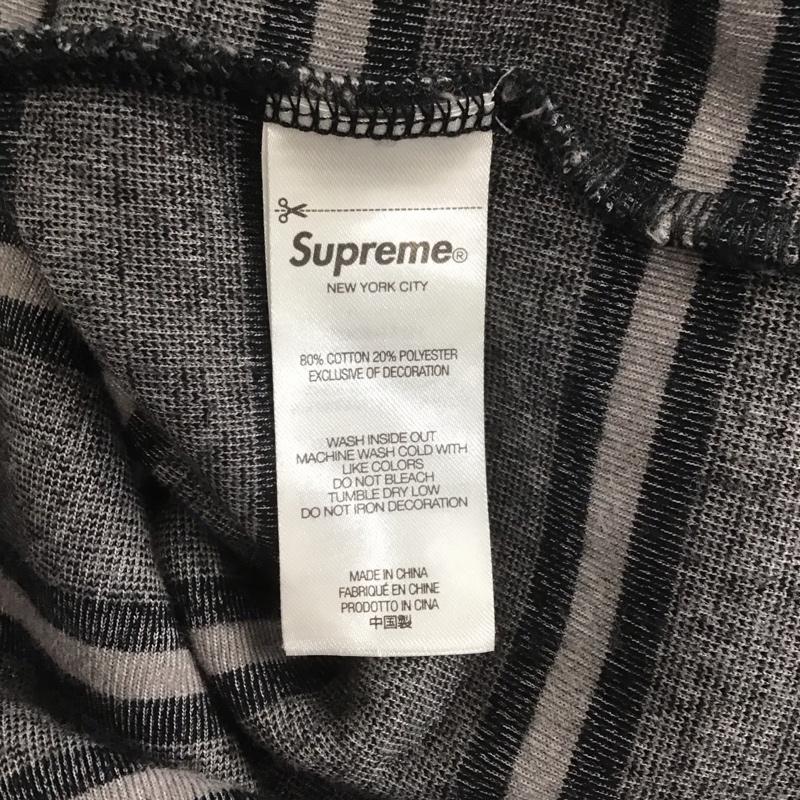 Supreme®
NEW YORK CITY
80% COTTON 20% POLYESTER
EXCLUSIVE OF DECORATION
WASH INSIDE OUT
MACHINE WASH COLD WITH
LIKE COLORS
DO NOT BLEACH
TUMBLE DRY LOW
DO NOT IRON DECORATION
MADE IN CHINA
FABRIQUÉ EN CHINE
PRODOTTO IN CINA
中国製